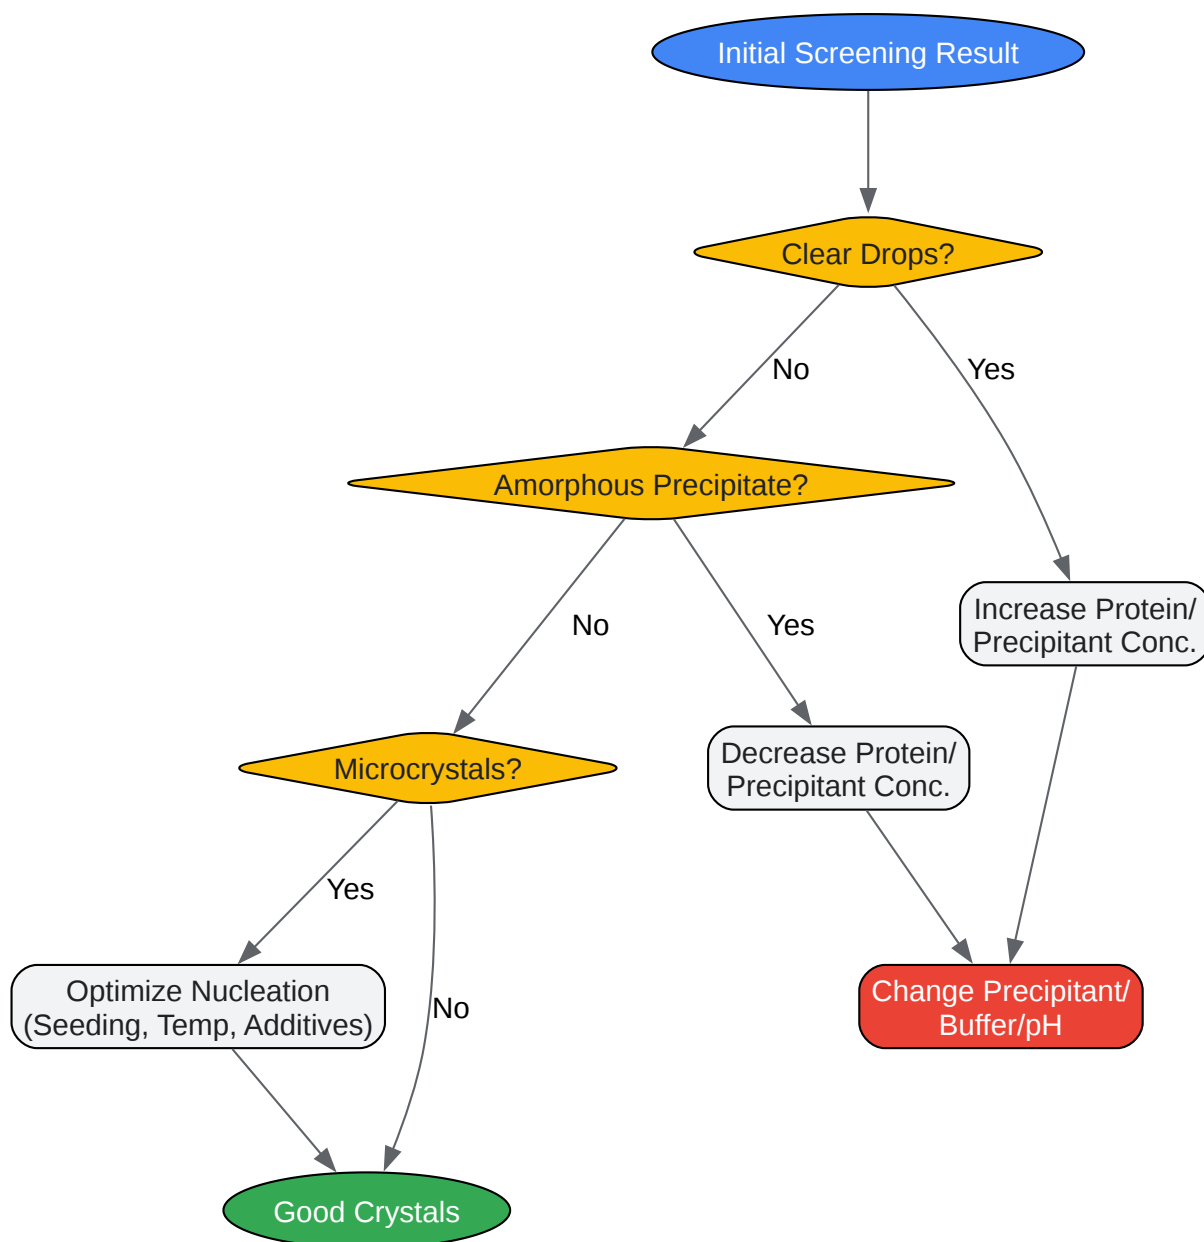 Initial Screening Result
Clear Drops?
No
Yes
Amorphous Precipitate?
Increase Protein/
Precipitant Conc.
No
Yes
Microcrystals?
Decrease Protein/
Precipitant Conc.
Yes
No
Optimize Nucleation
(Seeding, Temp, Additives)
Change Precipitant/
Buffer/pH
Good Crystals